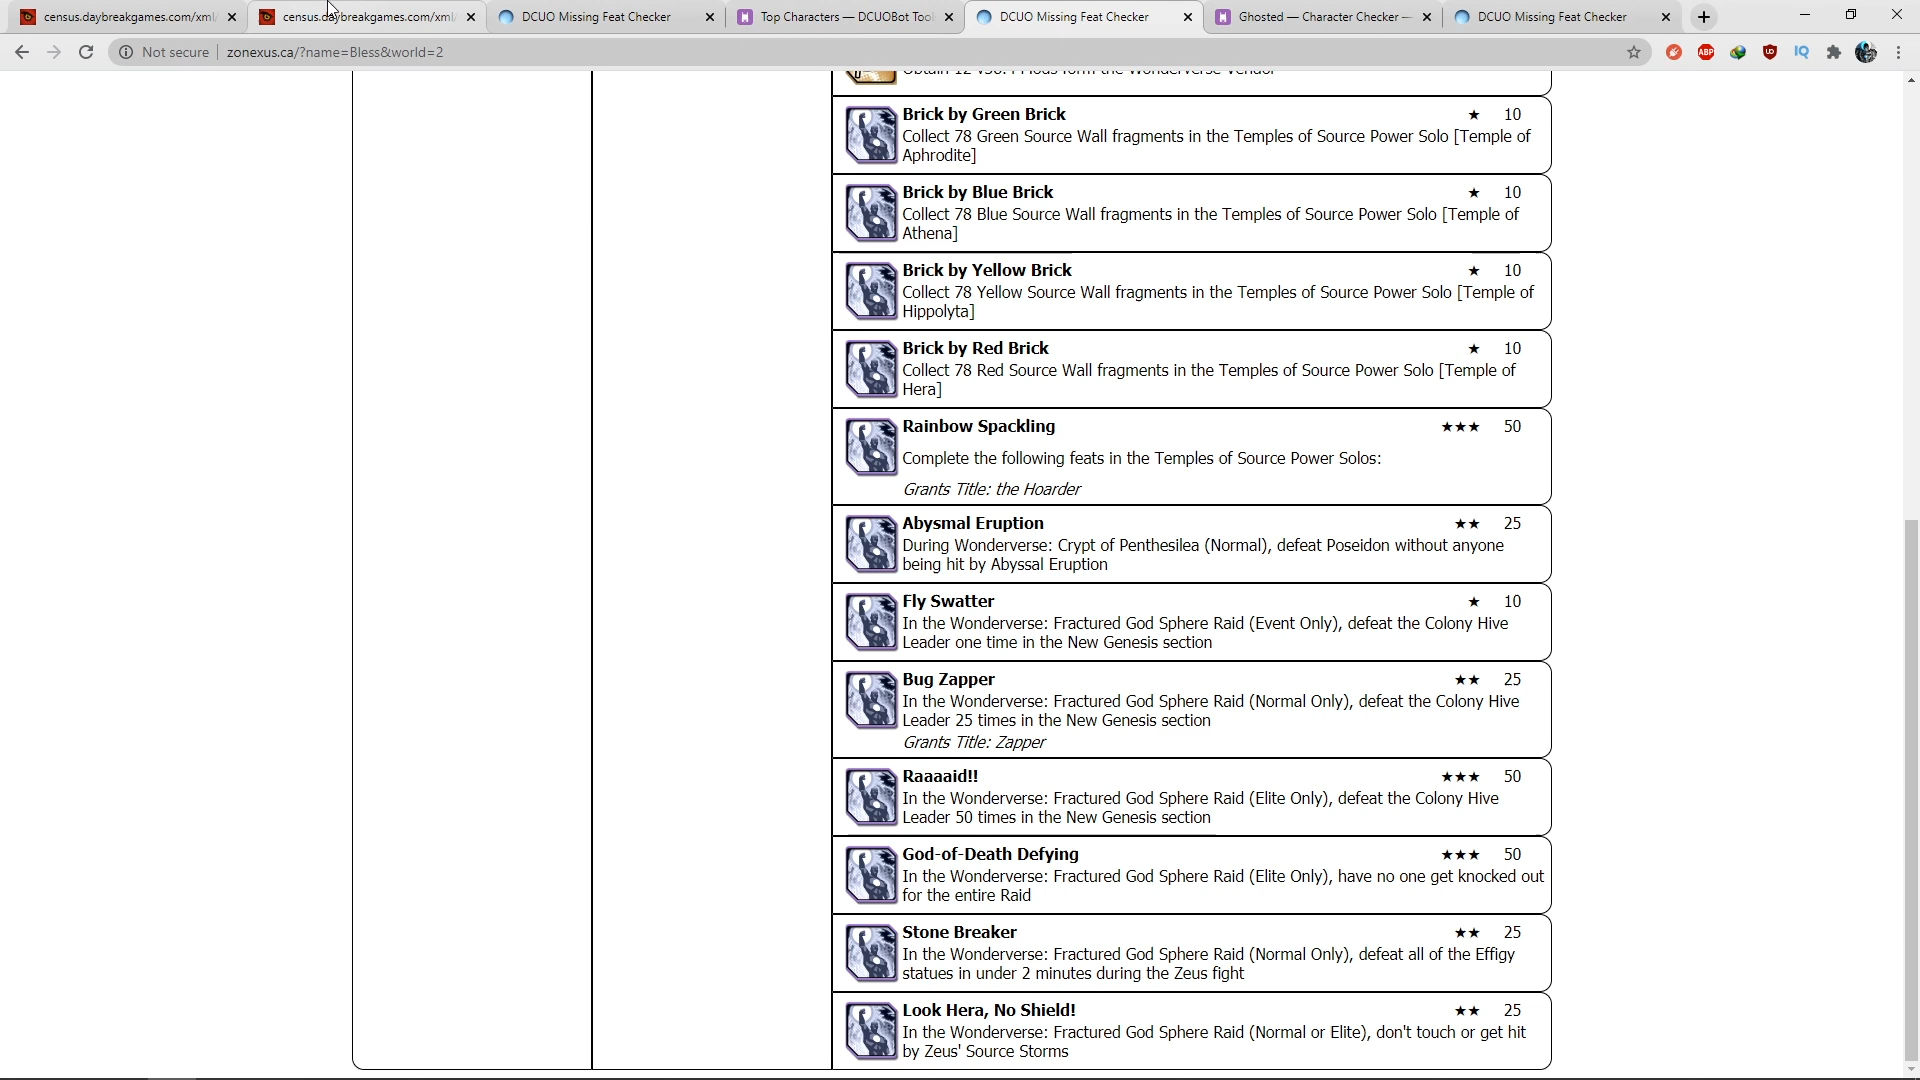 census.daybreakgames.com/xml/
census.daybreakgames.com/xml/
DCUO Missing Feat Checker
Top Characters — DCUOBot Tool
DCUO Missing Feat Checker
Ghosted — Character Checker —
DCUO Missing Feat Checker
Not secure
zonexus.ca/?name=Bless&world=2
ABP
IQ
Brick by Green Brick ★ 10
Collect 78 Green Source Wall fragments in the Temples of Source Power Solo [Temple of
Aphrodite]
Brick by Blue Brick ★ 10
Collect 78 Blue Source Wall fragments in the Temples of Source Power Solo [Temple of
Athena]
Brick by Yellow Brick ★ 10
Collect 78 Yellow Source Wall fragments in the Temples of Source Power Solo [Temple of
Hippolyta]
Brick by Red Brick ★ 10
Collect 78 Red Source Wall fragments in the Temples of Source Power Solo [Temple of
Hera]
Rainbow Spackling ★★★ 50
Complete the following feats in the Temples of Source Power Solos:
Grants Title: the Hoarder
Abysmal Eruption ★★ 25
During Wonderverse: Crypt of Penthesilea (Normal), defeat Poseidon without anyone
being hit by Abyssal Eruption
Fly Swatter ★ 10
In the Wonderverse: Fractured God Sphere Raid (Event Only), defeat the Colony Hive
Leader one time in the New Genesis section
Bug Zapper ★★ 25
In the Wonderverse: Fractured God Sphere Raid (Normal Only), defeat the Colony Hive
Leader 25 times in the New Genesis section
Grants Title: Zapper
Raaaaid!! ★★★ 50
In the Wonderverse: Fractured God Sphere Raid (Elite Only), defeat the Colony Hive
Leader 50 times in the New Genesis section
God-of-Death Defying ★★★ 50
In the Wonderverse: Fractured God Sphere Raid (Elite Only), have no one get knocked out
for the entire Raid
Stone Breaker ★★ 25
In the Wonderverse: Fractured God Sphere Raid (Normal Only), defeat all of the Effigy
statues in under 2 minutes during the Zeus fight
Look Hera, No Shield! ★★ 25
In the Wonderverse: Fractured God Sphere Raid (Normal or Elite), don't touch or get hit
by Zeus' Source Storms